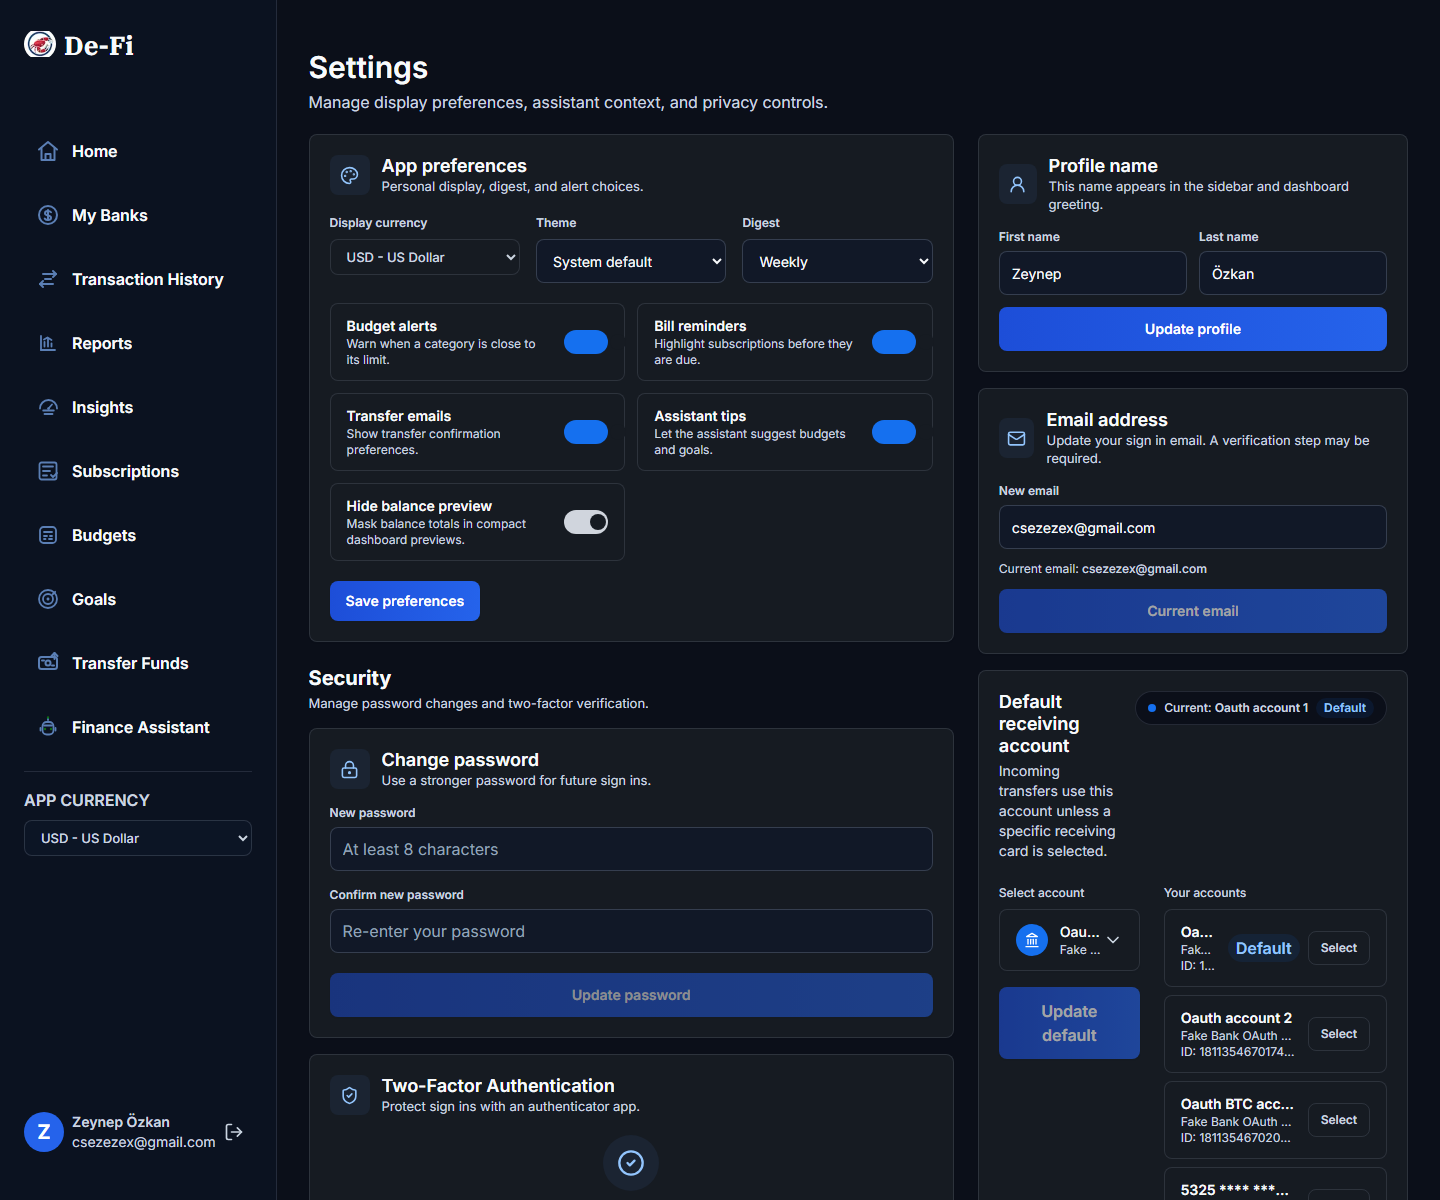 De-Fi
Home
My Banks
Transaction History
Reports
Insights
Subscriptions
Budgets
Goals
Transfer Funds
Finance Assistant
APP CURRENCY
USD - US Dollar
Z
Zeynep Özkan
csezezex@gmail.com
Settings
Manage display preferences, assistant context, and privacy controls.
App preferences
Personal display, digest, and alert choices.
Display currency
Theme
Digest
USD - US Dollar
System default
Weekly
Budget alerts
Warn when a category is close to
its limit.
Bill reminders
Highlight subscriptions before they
are due.
Transfer emails
Show transfer confirmation
preferences.
Assistant tips
Let the assistant suggest budgets
and goals.
Hide balance preview
Mask balance totals in compact
dashboard previews.
Save preferences
Security
Manage password changes and two-factor verification.
Change password
Use a stronger password for future sign ins.
New password
At least 8 characters
Confirm new password
Re-enter your password
Update password
Two-Factor Authentication
Protect sign ins with an authenticator app.
Profile name
This name appears in the sidebar and dashboard
greeting.
First name
Last name
Zeynep
Özkan
Update profile
Email address
Update your sign in email. A verification step may be
required.
New email
csezezex@gmail.com
Current email: csezezex@gmail.com
Current email
Default
receiving
account
Current: Oauth account 1 Default
Incoming
transfers use this
account unless a
specific receiving
card is selected.
Select account
Oau...
Fake ...
Update
default
Your accounts
Oa...
Fak...
ID: 1...
Default
Select
Oauth account 2
Fake Bank OAuth ...
ID: 1811354670174...
Select
Oauth BTC acc...
Fake Bank OAuth ...
ID: 181135467020...
Select
5325 **** ***...